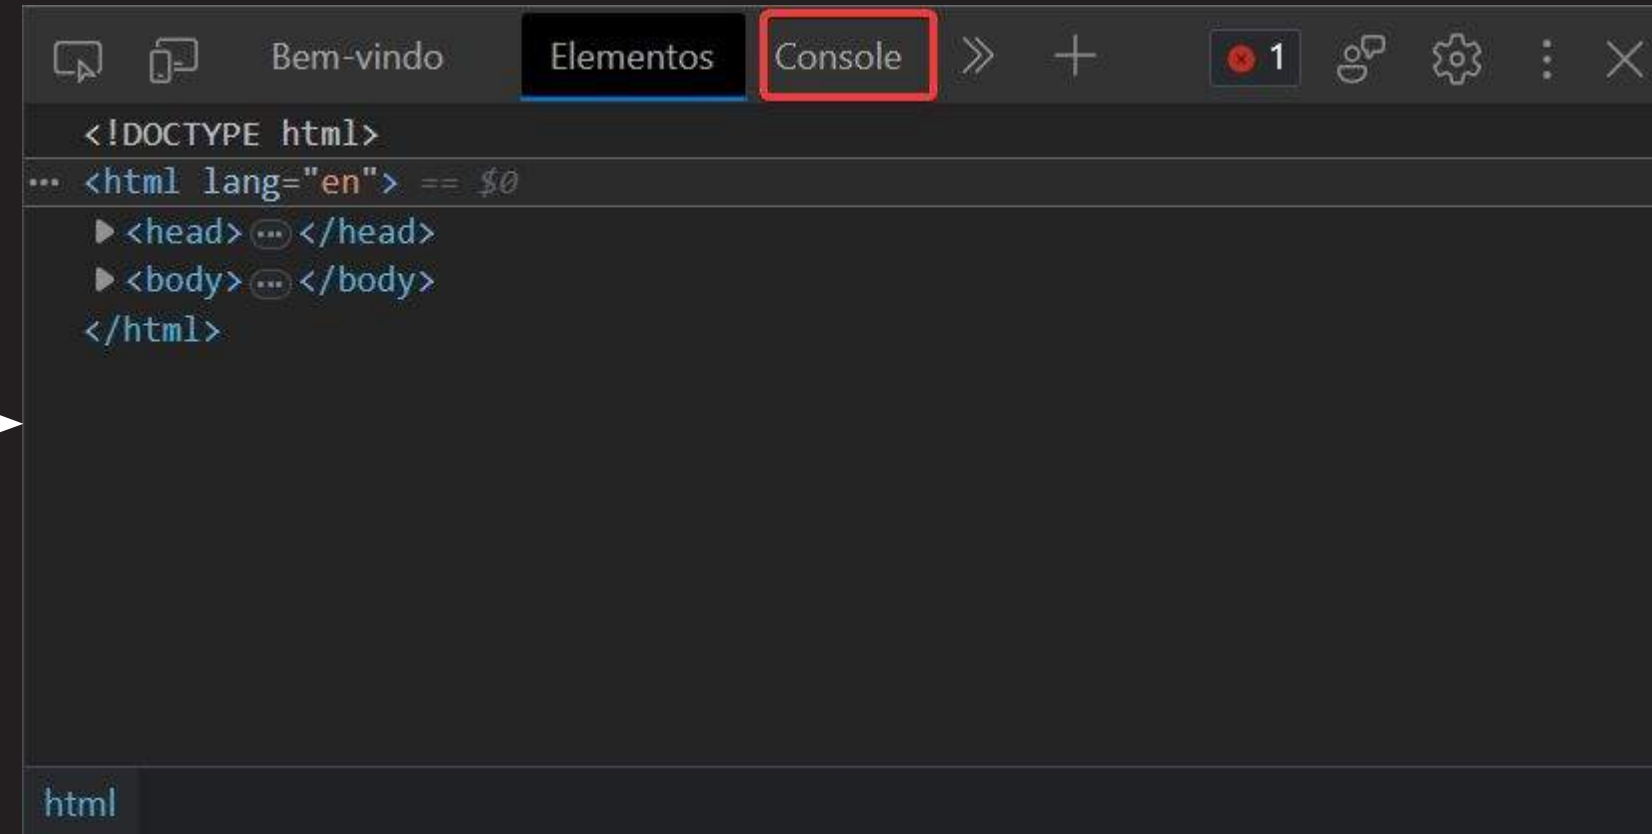 Bem-vindo Elementos Console 1
<!DOCTYPE html>
<html lang="en"> == $0
<head> … </head>
<body> … </body>
</html>
html